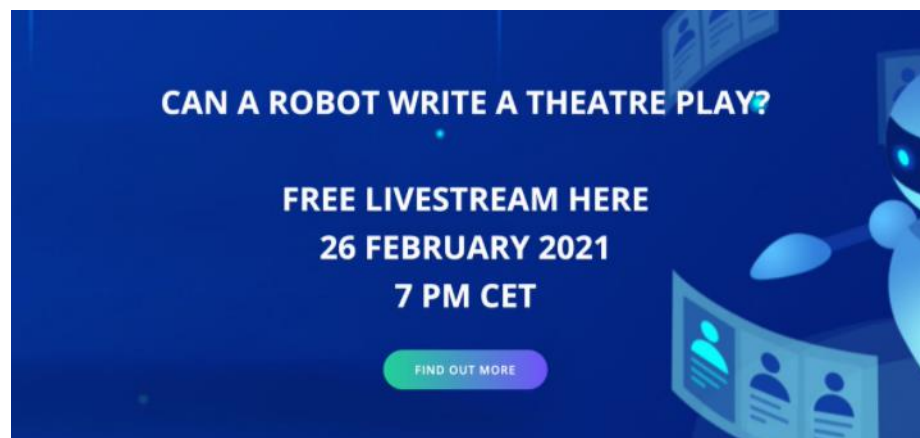 CAN A ROBOT WRITE A THEATRE PLAY?
FREE LIVESTREAM HERE
26 FEBRUARY 2021
7 PM CET
FIND OUT MORE